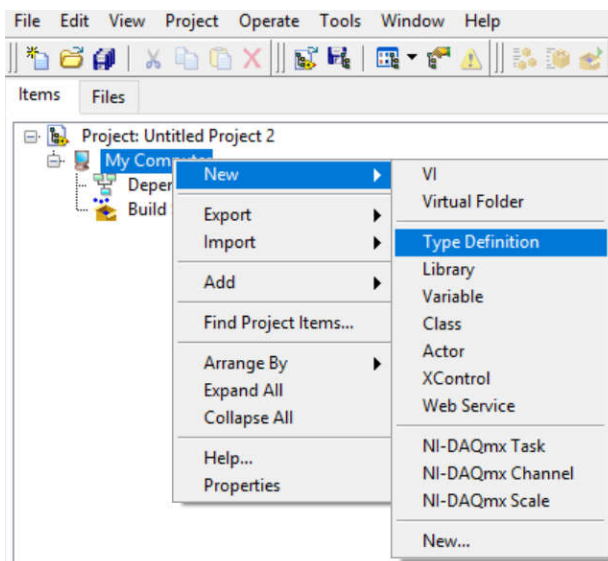 File Edit View Project Operate Tools Window Help
Items Files
Project: Untitled Project 2
My Computer
Deper
Build
New
Export
Import
Add
Find Project Items...
Arrange By
Expand All
Collapse All
Help...
Properties
VI
Virtual Folder
Type Definition
Library
Variable
Class
Actor
XControl
Web Service
NI-DAQmx Task
NI-DAQmx Channel
NI-DAQmx Scale
New...